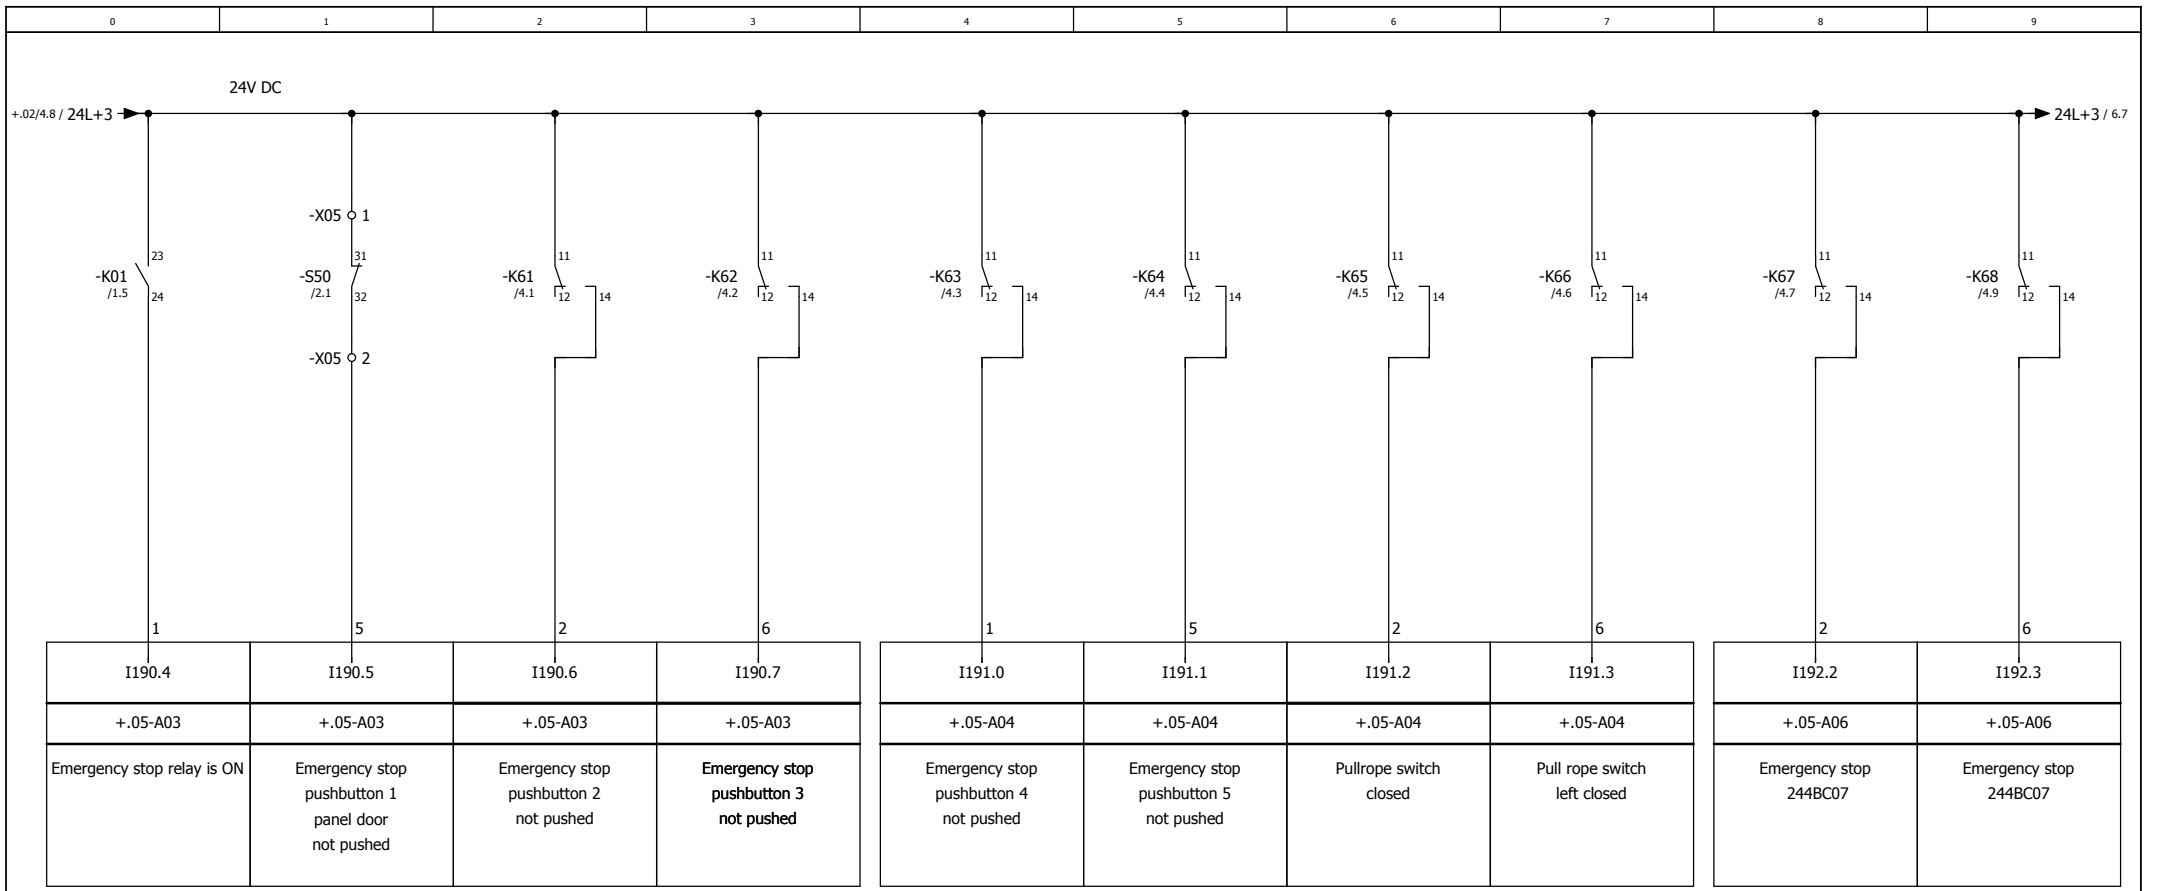 0 1 2 3 4 5 6 7 8 9
24V DC
+.02/4.8 / 24L+3 24L+3 / 6.7
-X05 1
23 31 11 11 11 11 11 11 11 11
-K01 -S50 -K61 -K62 -K63 -K64 -K65 -K66 -K67 -K68
/1.5 /2.1 /4.1 /4.2 /4.3 /4.4 /4.5 /4.6 /4.7 /4.9
24 32 12 14 12 14 12 14 12 14 12 14 12 14 12 14 12 14
-X05 2
1 5 2 6 1 5 2 6 2 6
I190.4 I190.5 I190.6 I190.7 I191.0 I191.1 I191.2 I191.3 I192.2 I192.3
+.05-A03 +.05-A03 +.05-A03 +.05-A03 +.05-A04 +.05-A04 +.05-A04 +.05-A04 +.05-A06 +.05-A06
Emergency stop relay is ON
Emergency stop
pushbutton 1
panel door
not pushed
Emergency stop
pushbutton 2
not pushed
Emergency stop
pushbutton 3
not pushed
Emergency stop
pushbutton 4
not pushed
Emergency stop
pushbutton 5
not pushed
Pullrope switch
closed
Pull rope switch
left closed
Emergency stop
244BC07
Emergency stop
244BC07